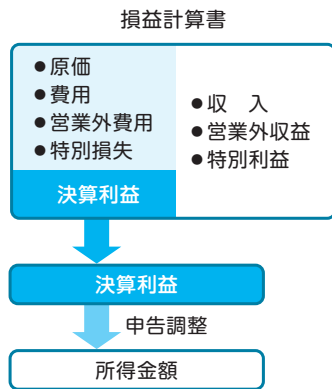 損益計算書
●原価
●費用
●営業外費用
●特別損失
決算利益
●収　入
●営業外収益
●特別利益
決算利益
申告調整
所得金額